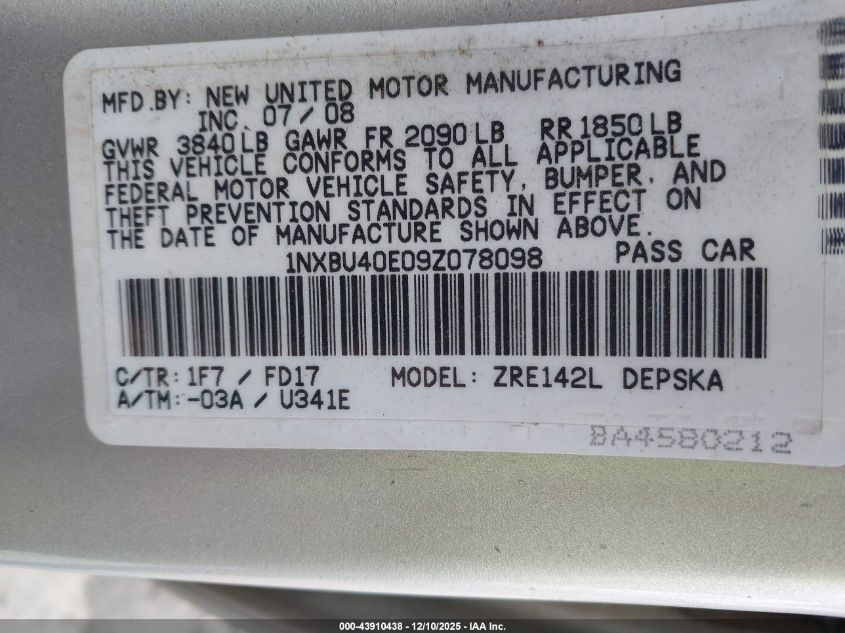 MFD.BY: NEW UNITED MOTOR MANUFACTURING
INC. 07/08
GVWR 3840LB GAWR FR 2090LB RR 1850LB
THIS VEHICLE CONFORMS TO ALL APPLICABLE
FEDERAL MOTOR VEHICLE SAFETY, BUMPER, AND
THEFT PREVENTION STANDARDS IN EFFECT ON
THE DATE OF MANUFACTURE SHOWN ABOVE.
1NXBU40E09Z078098 PASS CAR
C/TR: 1F7 / FD17 MODEL: ZRE142L DEPSKA
A/TM: -03A / U341E
BA4580212
000-43910438 - 12/10/2025 - IAA Inc.